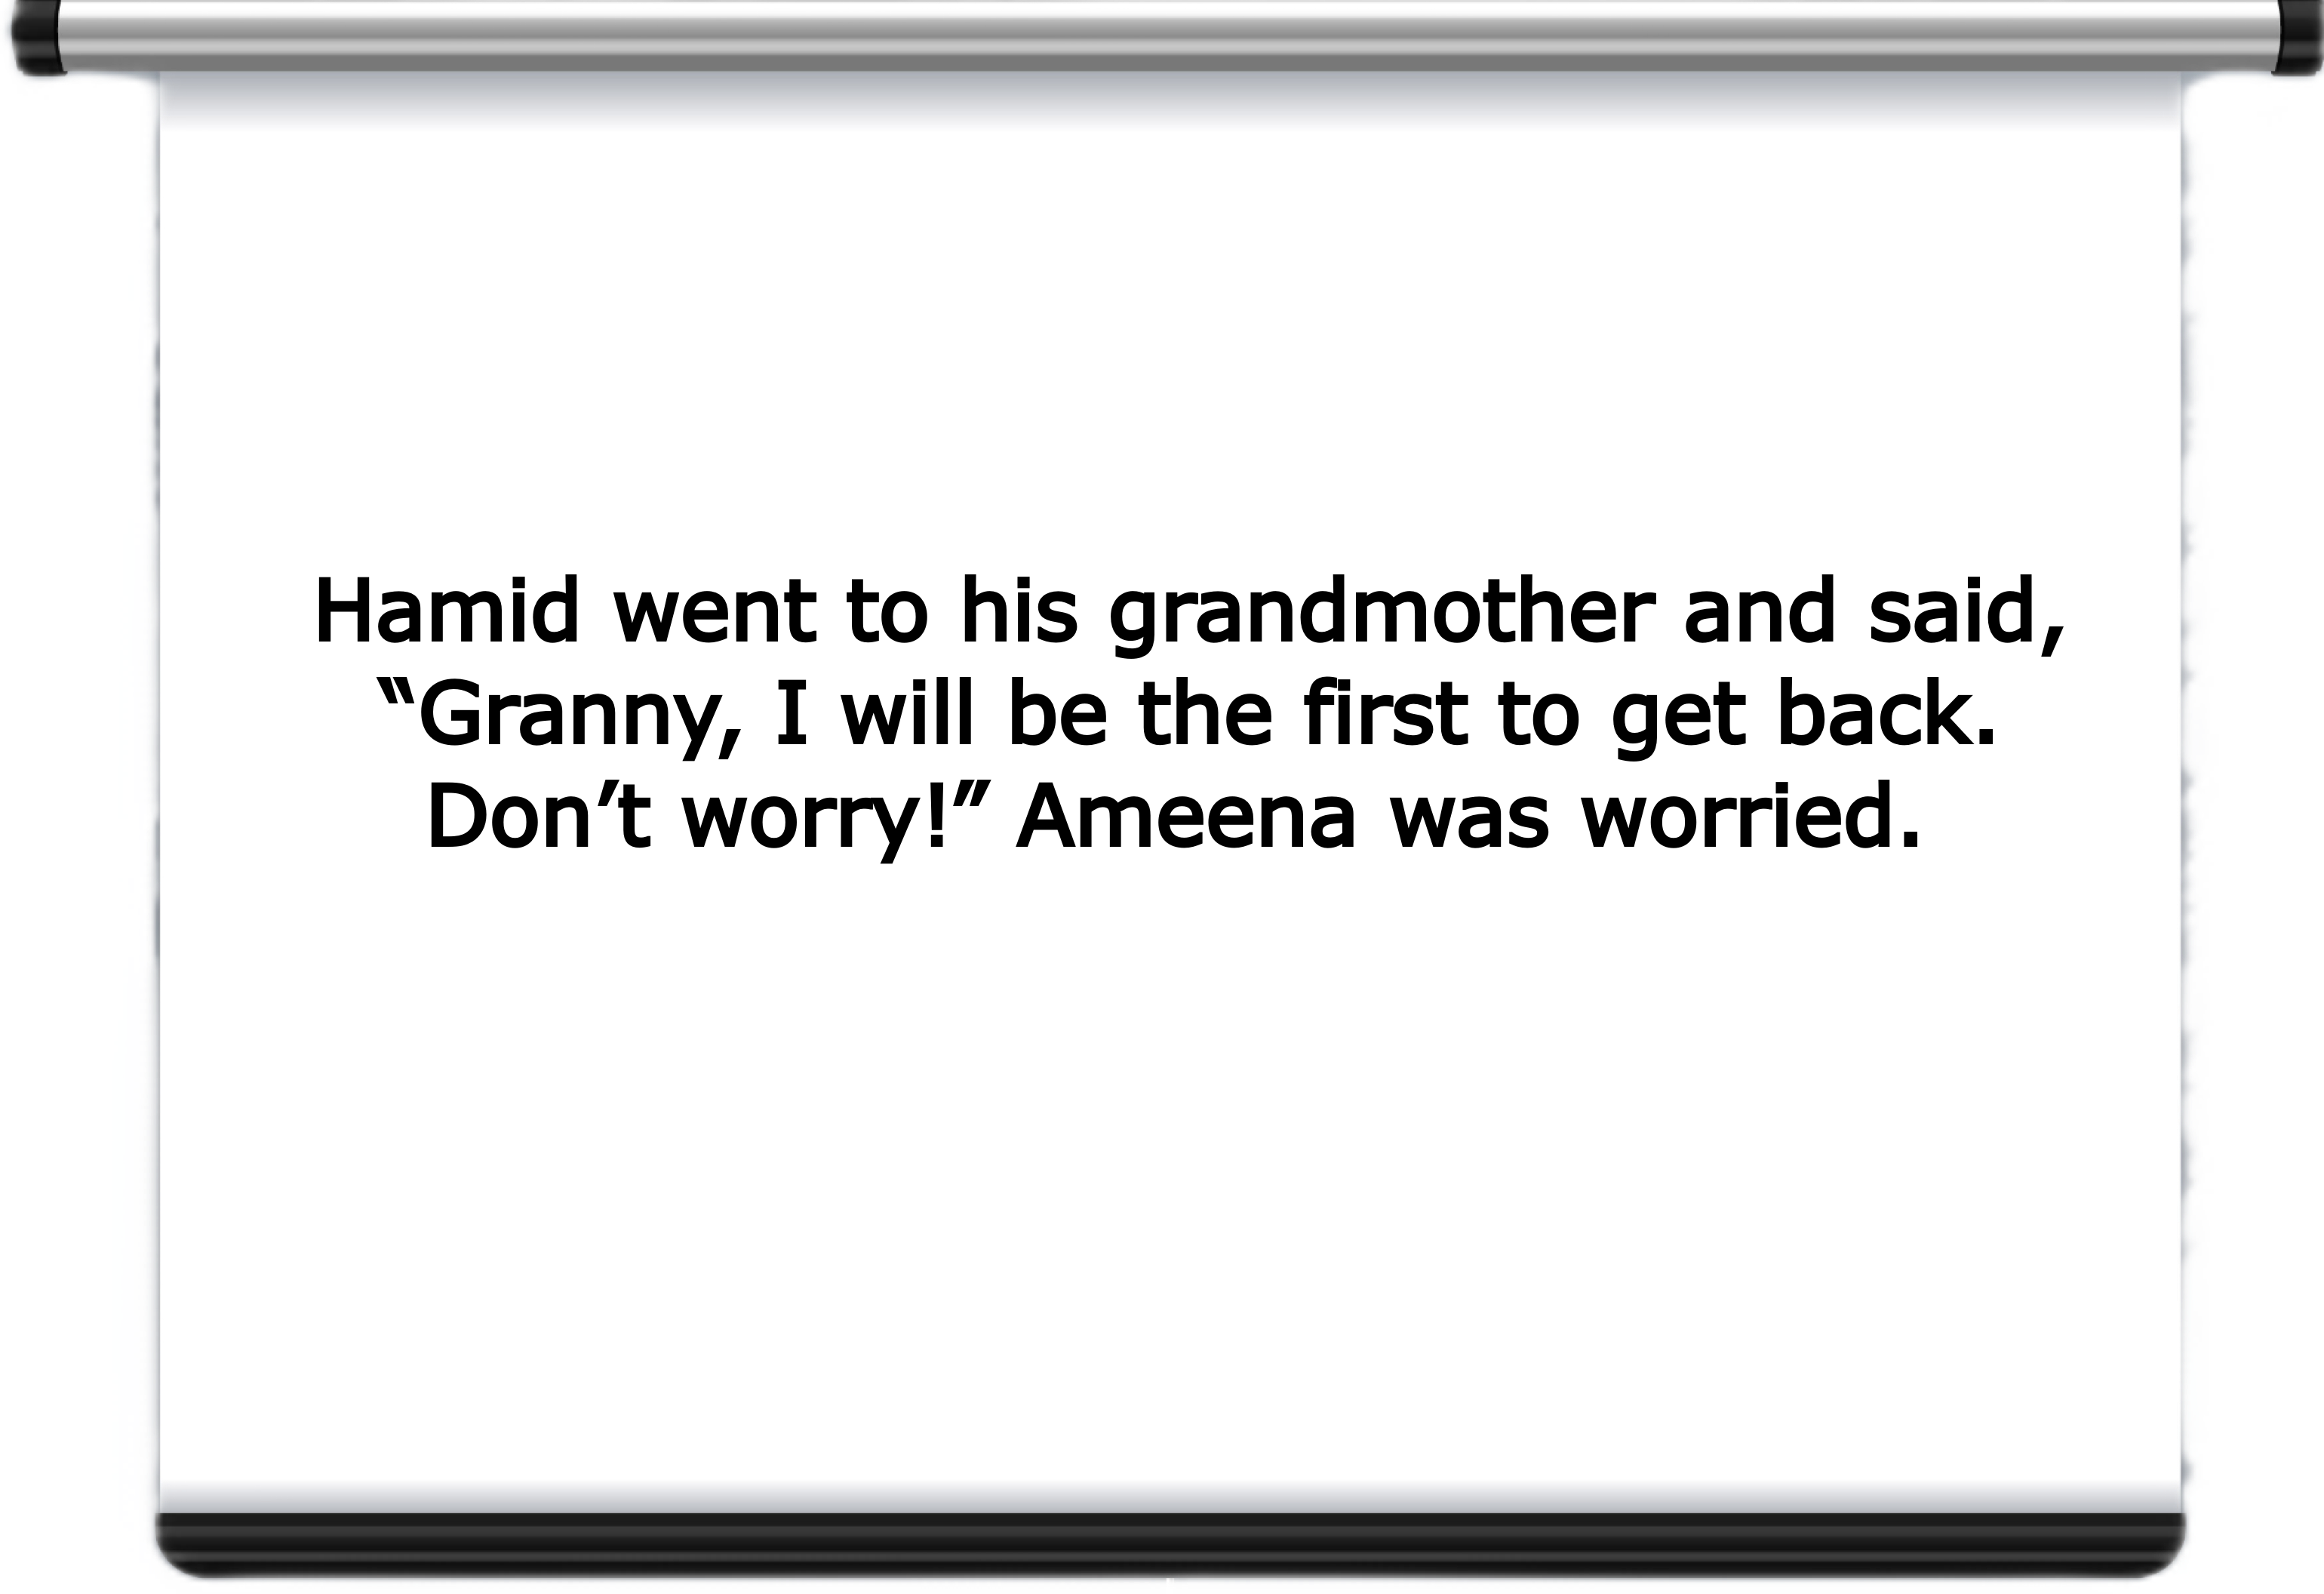 Hamid went to his grandmother and said,
“Granny, I will be the first to get back.
Don’t worry!” Ameena was worried.